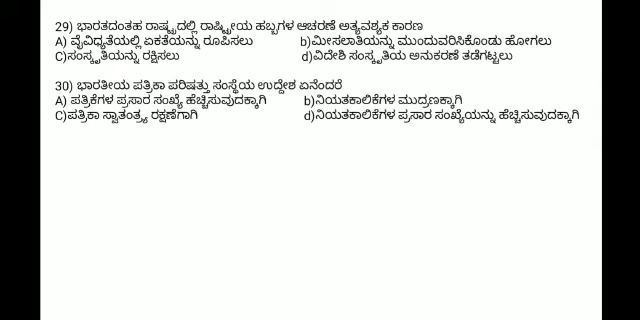 29) ಭಾರತದಂತಹ ರಾಷ್ಟ್ರದಲ್ಲಿ ರಾಷ್ಟ್ರೀಯ ಹಬ್ಬಗಳ ಆಚರಣೆ ಅತ್ಯವಶ್ಯಕ ಕಾರಣ
A) ವೈವಿಧ್ಯತೆಯಲ್ಲಿ ಏಕತೆಯನ್ನು ರೂಪಿಸಲು b)ಮೀಸಲಾತಿಯನ್ನು ಮುಂದುವರಿಸಿಕೊಂಡು ಹೋಗಲು
C)ಸಂಸ್ಕೃತಿಯನ್ನು ರಕ್ಷಿಸಲು d)ವಿದೇಶಿ ಸಂಸ್ಕೃತಿಯ ಅನುಕರಣೆ ತಡೆಗಟ್ಟಲು
30) ಭಾರತೀಯ ಪತ್ರಿಕಾ ಪರಿಷತ್ತು ಸಂಸ್ಥೆಯ ಉದ್ದೇಶ ಏನೆಂದರೆ
A) ಪತ್ರಿಕೆಗಳ ಪ್ರಸಾರ ಸಂಖ್ಯೆ ಹೆಚ್ಚಿಸುವುದಕ್ಕಾಗಿ b)ನಿಯತಕಾಲಿಕೆಗಳ ಮುದ್ರಣಕ್ಕಾಗಿ
C)ಪತ್ರಿಕಾ ಸ್ವಾತಂತ್ರ್ಯ ರಕ್ಷಣೆಗಾಗಿ d)ನಿಯತಕಾಲಿಕೆಗಳ ಪ್ರಸಾರ ಸಂಖ್ಯೆಯನ್ನು ಹೆಚ್ಚಿಸುವುದಕ್ಕಾಗಿ